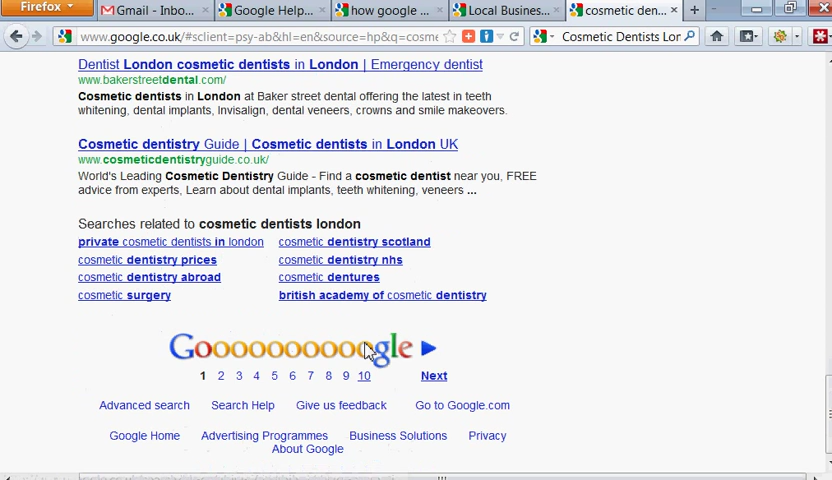 Firefox
Gmail - Inbo... Google Help... how google ... Local Busines... cosmetic den...
www.google.co.uk/#sclient=psy-ab&hl=en&source=hp&q=cosme Cosmetic Dentists Lor
Dentist London cosmetic dentists in London | Emergency dentist
www.bakerstreetdental.com/
Cosmetic dentists in London at Baker street dental offering the latest in teeth
whitening, dental implants, Invisalign, dental veneers, crowns and smile makeovers.
Cosmetic dentistry Guide | Cosmetic dentists in London UK
www.cosmeticdentistryguide.co.uk/
World's Leading Cosmetic Dentistry Guide - Find a cosmetic dentist near you, FREE
advice from experts, Learn about dental implants, teeth whitening, veneers ...
Searches related to cosmetic dentists london
private cosmetic dentists in london cosmetic dentistry scotland
cosmetic dentistry prices cosmetic dentistry nhs
cosmetic dentistry abroad cosmetic dentures
cosmetic surgery british academy of cosmetic dentistry
Goooooooooogle
1 2 3 4 5 6 7 8 9 10 Next
Advanced search Search Help Give us feedback Go to Google.com
Google Home Advertising Programmes Business Solutions Privacy
About Google